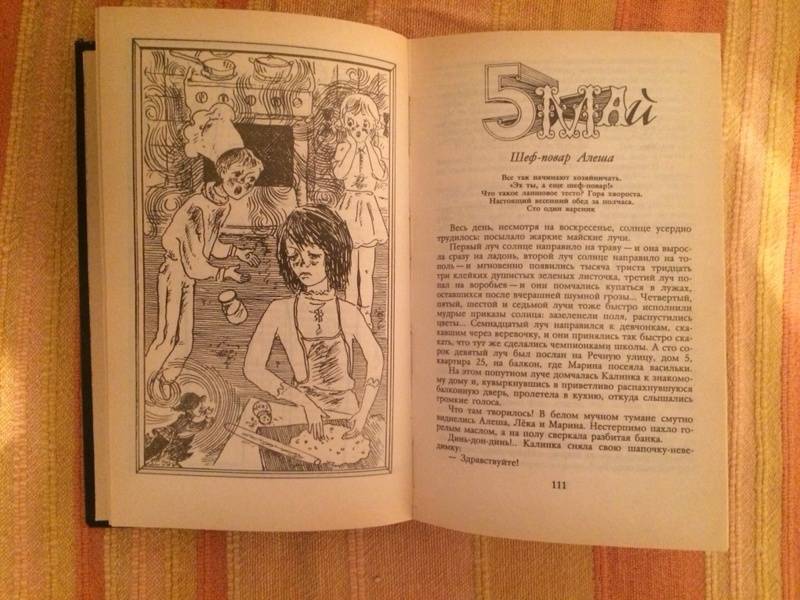 5 МАЙ
Шеф-повар Алеша
Все так начинают хозяйничать.
«Эх ты, а еще шеф-повар!»
Что такое лапшовое тесто? Гора хвороста.
Настоящий весенний обед за полчаса.
Сто один вареник
Весь день, несмотря на воскресенье, солнце усердно
трудилось: посылало жаркие майские лучи.
Первый луч солнце направило на траву — и она вырос-
ла сразу на ладонь, второй луч солнце направило на то-
поль — и мгновенно появились тысяча триста тридцать
три клейких душистых зеленых листочка, третий луч по-
пал на воробьев — и они помчались купаться в лужах,
оставшихся после вчерашней шумной грозы... Четвертый,
пятый, шестой и седьмой лучи тоже быстро исполнили
мудрые приказы солнца: зазеленели поля, распустились
цветы... Семнадцатый луч направился к девчонкам, ска-
кавшим через веревочку, и они принялись так быстро ска-
кать, что тут же сделались чемпионками школы. А сто со-
рок девятый луч был послан на Речную улицу, дом 5,
квартира 25, на балкон, где Марина посеяла васильки.
На этом попутном луче домчалась Калинка к знакомо-
му дому и, кувыркнувшись в приветливо распахнувшуюся
балконную дверь, пролетела в кухню, откуда слышались
громкие голоса.
Что там творилось! В белом мучном тумане смутно
виднелись Алеша, Лёка и Марина. Нестерпимо пахло го-
релым маслом, а на полу сверкала разбитая банка.
Динь-дон-динь!.. Калинка сняла свою шапочку-неве-
димку:
— Здравствуйте!
111